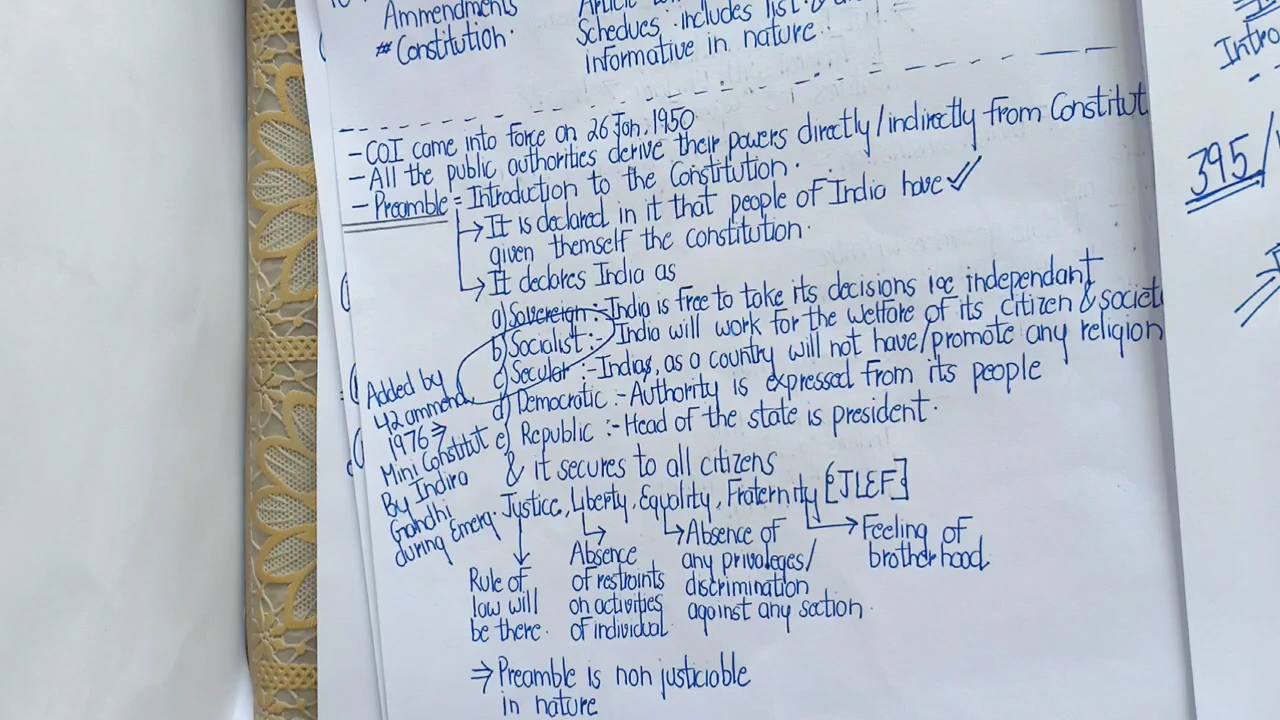 Ammendments
# Constitution.
Schedues includes list
informative in nature.
- COI came into force on 26 Jan, 1950
- All the public authorities derive their powers directly/indirectly from Constitut
- Preamble = Introduction to the Constitution.
→ It is declared in it that people of India have ✓
given themself the constitution.
→ It declares India as
a) Sovereign :- India is free to take its decisions ige independant
b) Socialist :- India will work for the welfare of its citizen & societ
c) Secular :- Indias, as a country will not have/promote any religion
d) Democratic :- Authority is expressed from its people
e) Republic :- Head of the state is president.
& it secures to all citizens
Justice, Liberty, Equality, Fraternity [JLEF]
Rule of
law will
be there.
Absence
of restraints
on activities
of individual.
Absence of
any privaleges/
discrimination
against any section.
Feeling of
brotherhood
⇒ Preamble is non justiciable
in nature
Added by
42 ammend
1976 ⇒
Mini Constitut
By Indira
Gandhi
during Emerg.
Intro
395/